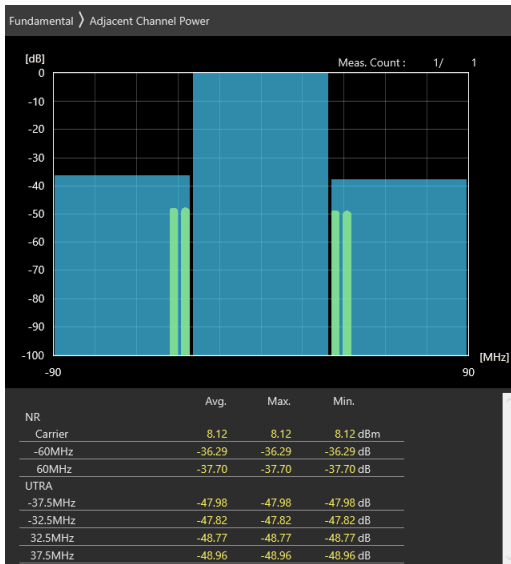 Fundamental 〉 Adjacent Channel Power
[dB] Meas. Count : 1/ 1
0
-10
-20
-30
-40
-50
-60
-70
-80
-90
-100
[MHz]
-90 90
Avg. Max. Min.
NR
Carrier 8.12 8.12 8.12 dBm
-60MHz -36.29 -36.29 -36.29 dB
60MHz -37.70 -37.70 -37.70 dB
UTRA
-37.5MHz -47.98 -47.98 -47.98 dB
-32.5MHz -47.82 -47.82 -47.82 dB
32.5MHz -48.77 -48.77 -48.77 dB
37.5MHz -48.96 -48.96 -48.96 dB